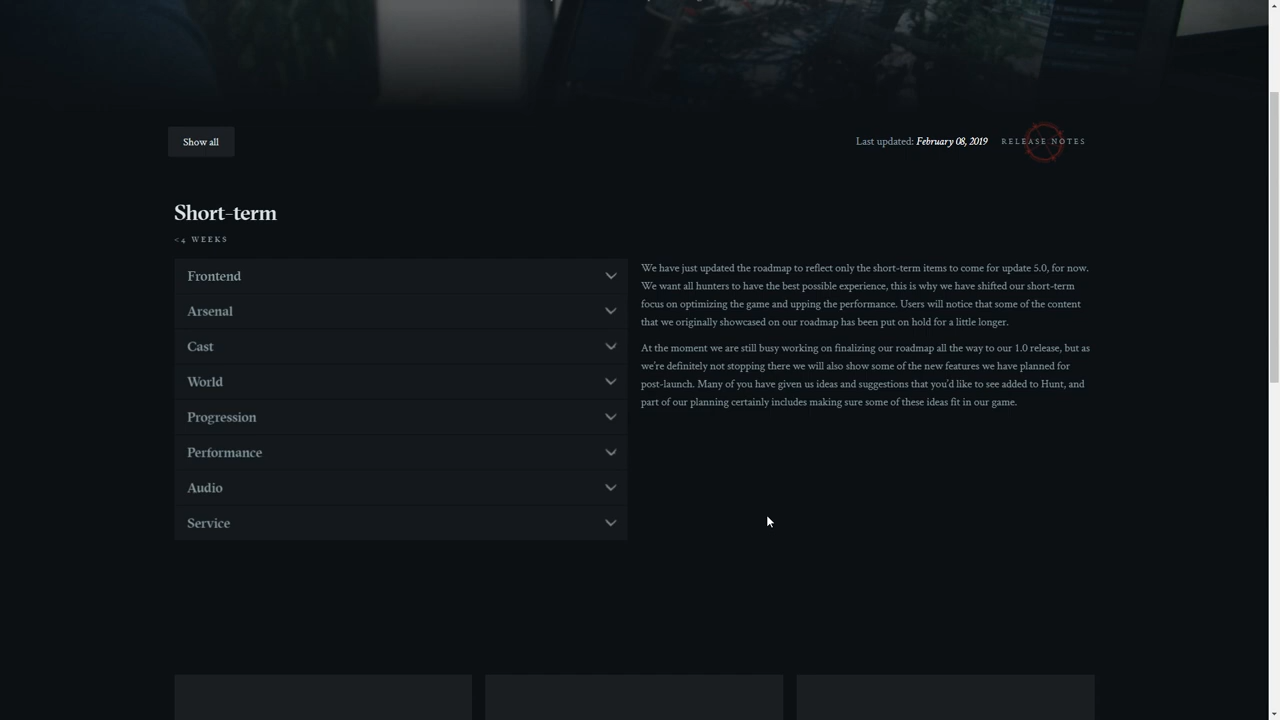 Show all
Last updated: February 08, 2019 RELEASE NOTES
Short-term
<4 WEEKS
Frontend
Arsenal
Cast
World
Progression
Performance
Audio
Service
We have just updated the roadmap to reflect only the short-term items to come for update 5.0, for now.
We want all hunters to have the best possible experience, this is why we have shifted our short-term
focus on optimizing the game and upping the performance. Users will notice that some of the content
that we originally showcased on our roadmap has been put on hold for a little longer.
At the moment we are still busy working on finalizing our roadmap all the way to our 1.0 release, but as
we're definitely not stopping there we will also show some of the new features we have planned for
post-launch. Many of you have given us ideas and suggestions that you'd like to see added to Hunt, and
part of our planning certainly includes making sure some of these ideas fit in our game.